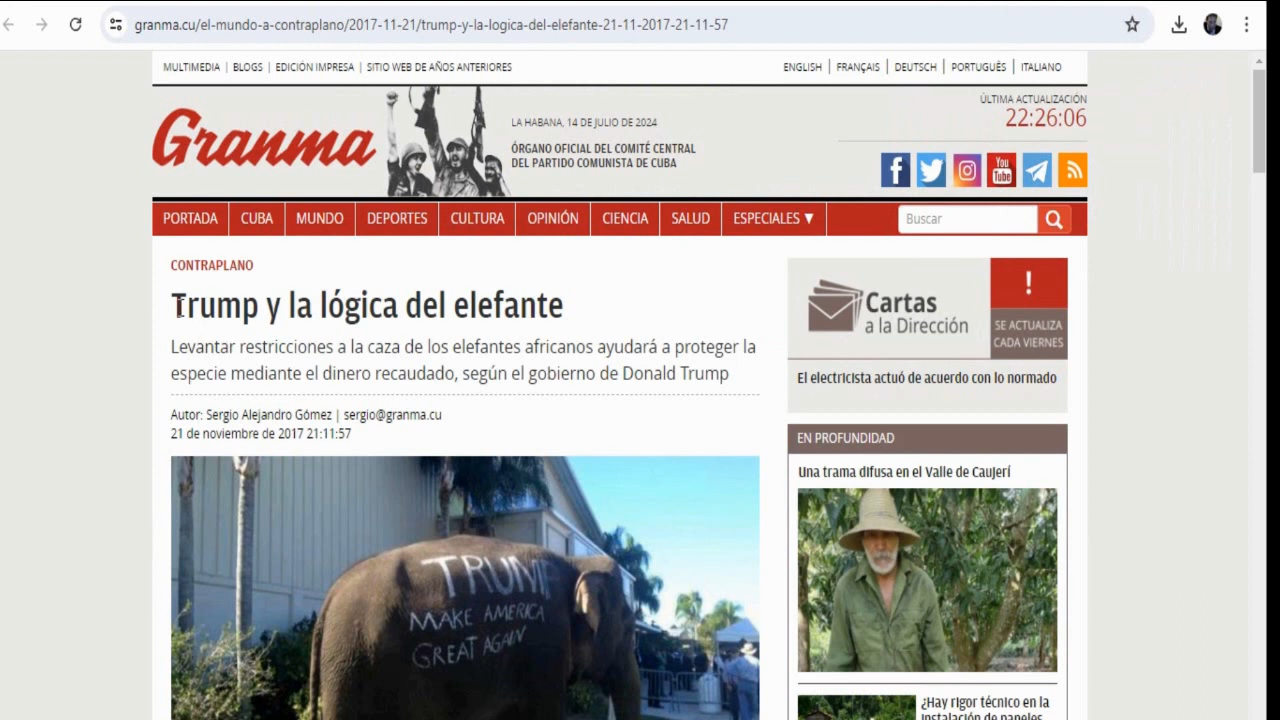 granma.cu/el-mundo-a-contraplano/2017-11-21/trump-y-la-logica-del-elefante-21-11-2017-21-11-57
MULTIMEDIA | BLOGS | EDICIÓN IMPRESA | SITIO WEB DE AÑOS ANTERIORES
ENGLISH | FRANÇAIS | DEUTSCH | PORTUGUÊS | ITALIANO
Granma
LA HABANA, 14 DE JULIO DE 2024
ÓRGANO OFICIAL DEL COMITÉ CENTRAL
DEL PARTIDO COMUNISTA DE CUBA
ÚLTIMA ACTUALIZACIÓN
22:26:06
You
Tube
PORTADA CUBA MUNDO DEPORTES CULTURA OPINIÓN CIENCIA SALUD ESPECIALES ▼
Buscar
CONTRAPLANO
Trump y la lógica del elefante
Levantar restricciones a la caza de los elefantes africanos ayudará a proteger la
especie mediante el dinero recaudado, según el gobierno de Donald Trump
Autor: Sergio Alejandro Gómez | sergio@granma.cu
21 de noviembre de 2017 21:11:57
TRUMP
MAKE AMERICA
GREAT AGAIN
Cartas
a la Dirección
!
SE ACTUALIZA
CADA VIERNES
El electricista actuó de acuerdo con lo normado
EN PROFUNDIDAD
Una trama difusa en el Valle de Caujerí
¿Hay rigor técnico en la
instalación de paneles